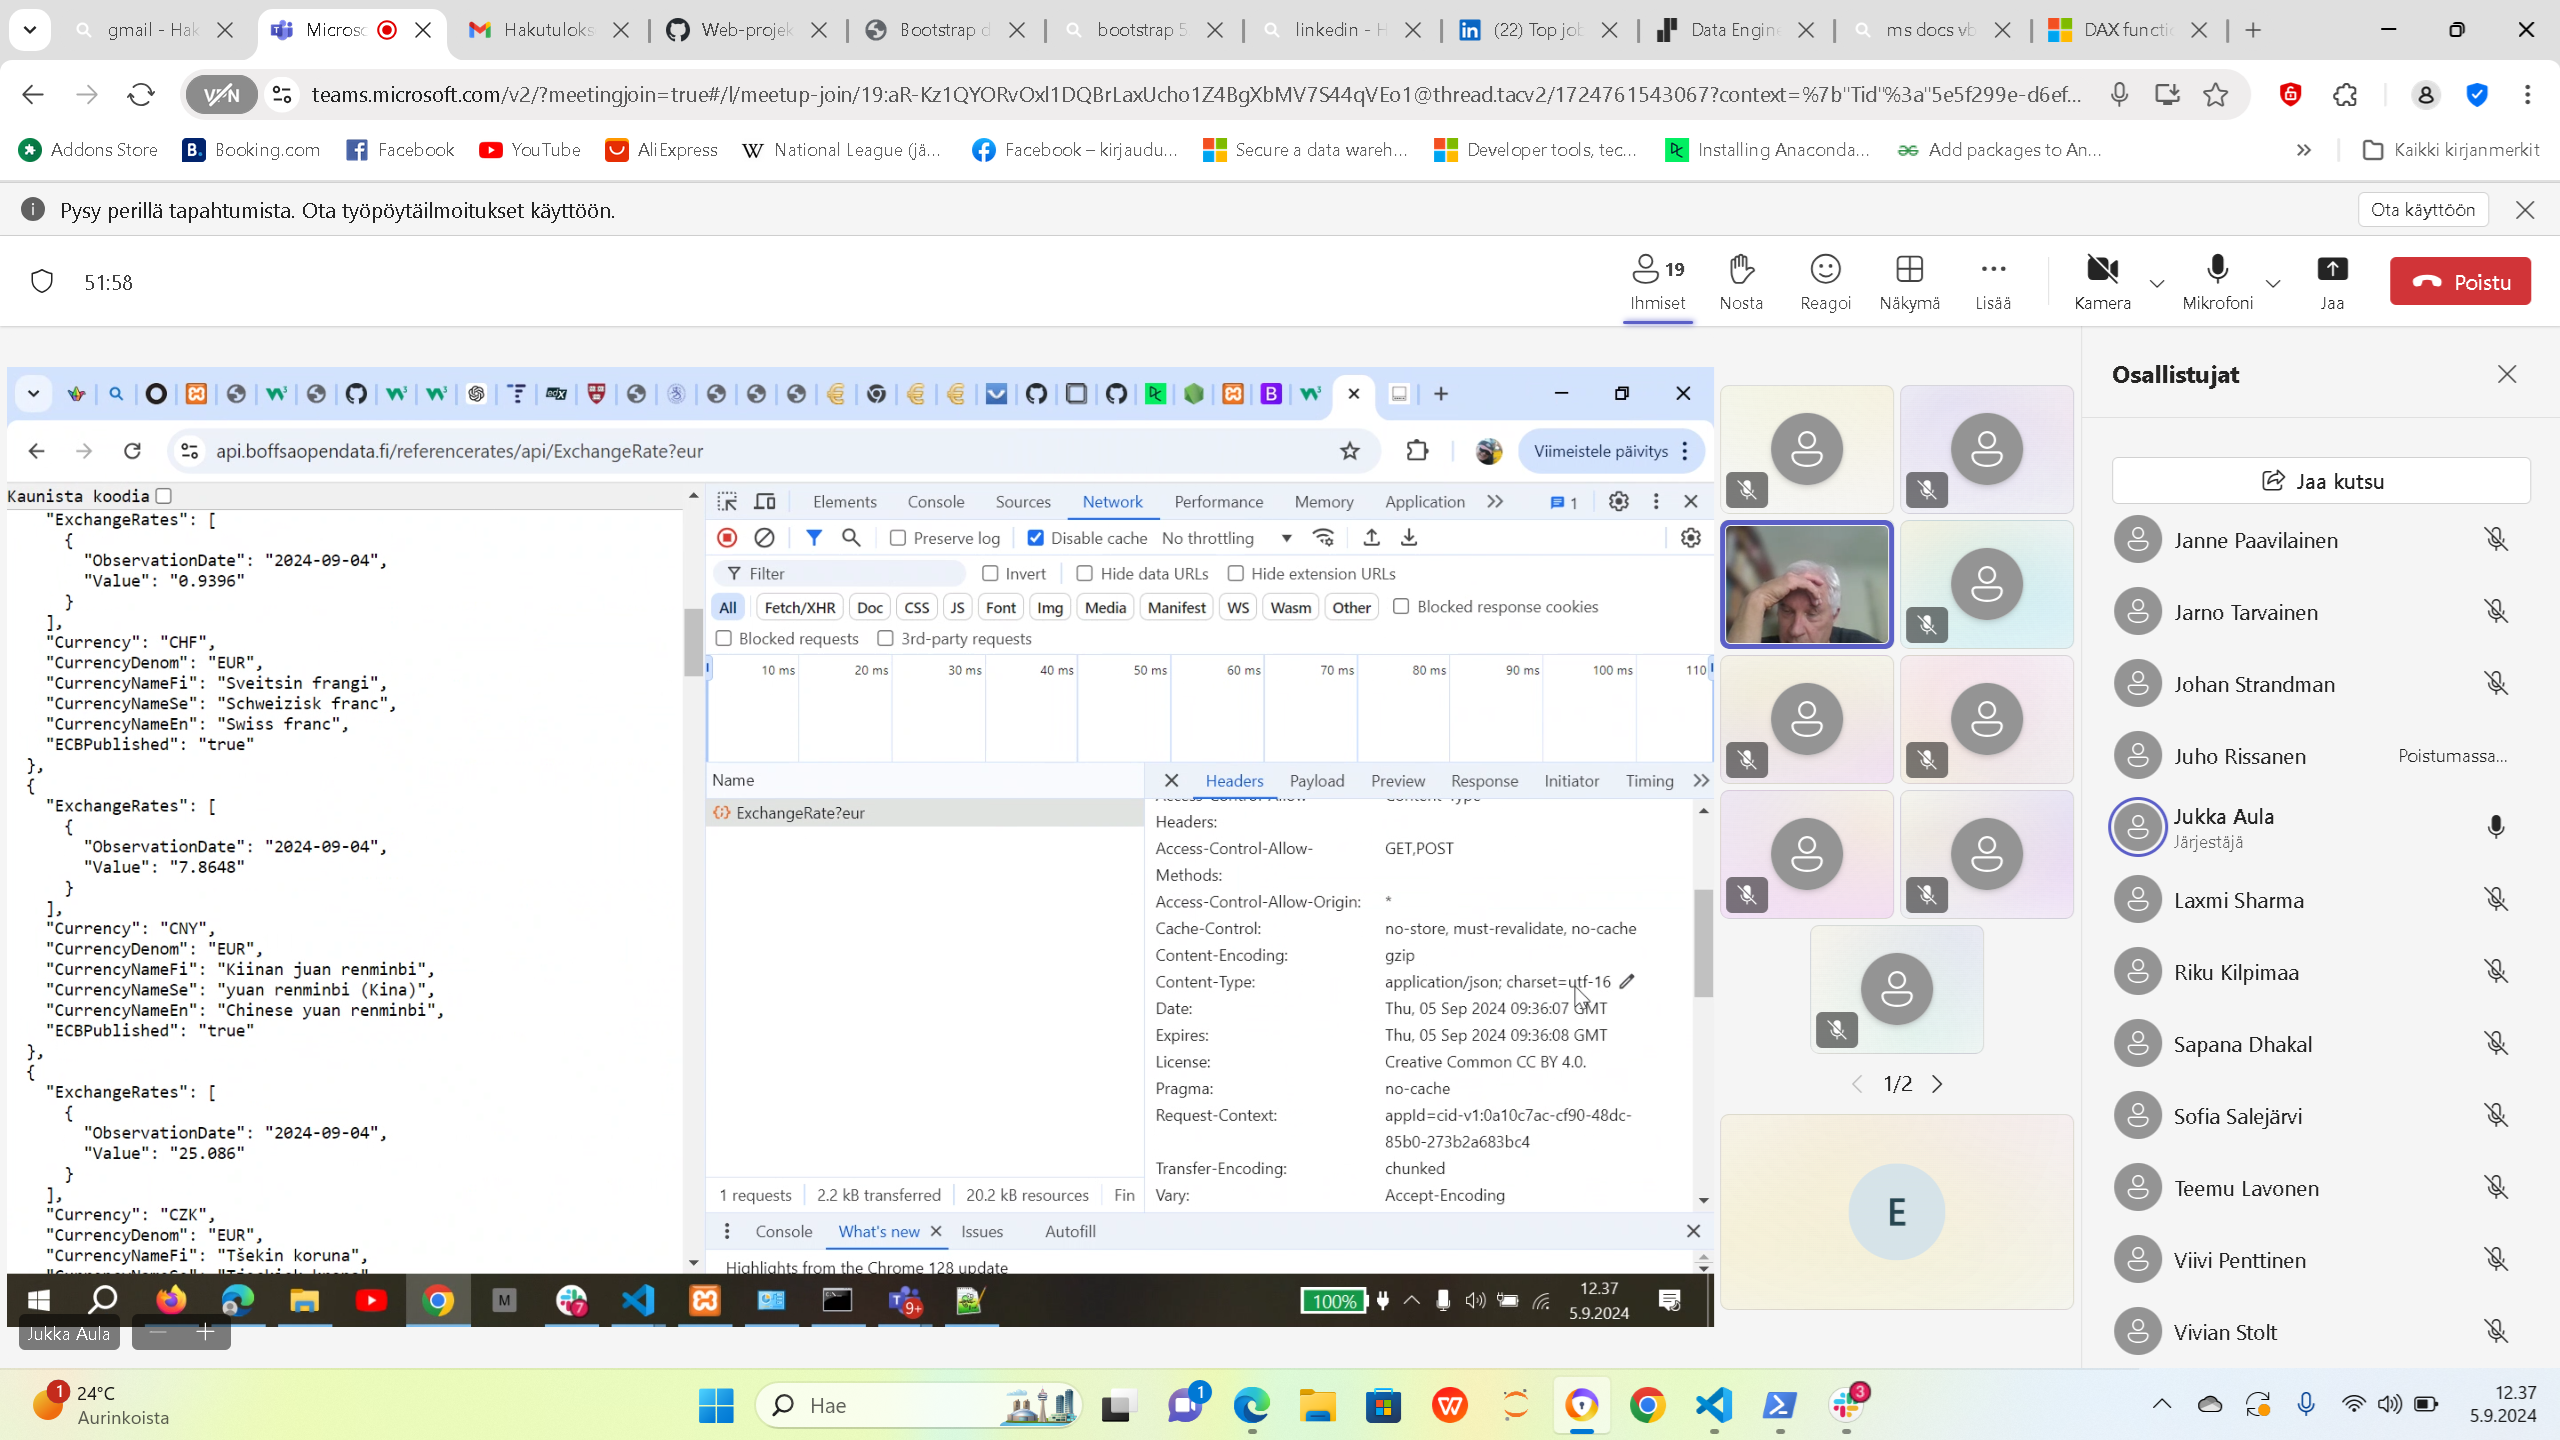 gmail - Hak
Microso
Hakutuloks
Web-projek
Bootstrap d
bootstrap 5
linkedin - H
(22) Top job
Data Engine
ms docs vb
DAX functi
VPN
teams.microsoft.com/v2/?meetingjoin=true#/l/meetup-join/19:aR-Kz1QYORvOxI1DQBrLaxUcho1Z4BgXbMV7S44qVEo1@thread.tacv2/1724761543067?context=%7b"Tid"%3a"5e5f299e-d6ef...
Addons Store
Booking.com
Facebook
YouTube
AliExpress
National League (jä...
Facebook – kirjaudu...
Secure a data wareh...
Developer tools, tec...
Installing Anaconda...
Add packages to An...
Kaikki kirjanmerkit
Pysy perillä tapahtumista. Ota työpöytäilmoitukset käyttöön.
Ota käyttöön
51:58
19
Ihmiset
Nosta
Reagoi
Näkymä
Lisää
Kamera
Mikrofoni
Jaa
Poistu
api.boffsaopendata.fi/referencerates/api/ExchangeRate?eur
Viimeistele päivitys
Kaunista koodia
"ExchangeRates": [
{
"ObservationDate": "2024-09-04",
"Value": "0.9396"
}
],
"Currency": "CHF",
"CurrencyDenom": "EUR",
"CurrencyNameFi": "Sveitsin frangi",
"CurrencyNameSe": "Schweizisk franc",
"CurrencyNameEn": "Swiss franc",
"ECBPublished": "true"
},
{
"ExchangeRates": [
{
"ObservationDate": "2024-09-04",
"Value": "7.8648"
}
],
"Currency": "CNY",
"CurrencyDenom": "EUR",
"CurrencyNameFi": "Kiinan juan renminbi",
"CurrencyNameSe": "yuan renminbi (Kina)",
"CurrencyNameEn": "Chinese yuan renminbi",
"ECBPublished": "true"
},
{
"ExchangeRates": [
{
"ObservationDate": "2024-09-04",
"Value": "25.086"
}
],
"Currency": "CZK",
"CurrencyDenom": "EUR",
"CurrencyNameFi": "Tšekin koruna",
Elements
Console
Sources
Network
Performance
Memory
Application
1
Preserve log
Disable cache
No throttling
Filter
Invert
Hide data URLs
Hide extension URLs
All
Fetch/XHR
Doc
CSS
JS
Font
Img
Media
Manifest
WS
Wasm
Other
Blocked response cookies
Blocked requests
3rd-party requests
10 ms
20 ms
30 ms
40 ms
50 ms
60 ms
70 ms
80 ms
90 ms
100 ms
110
Name
ExchangeRate?eur
Headers
Payload
Preview
Response
Initiator
Timing
Access-Control-Allow- Content-Type
Headers:
Access-Control-Allow- GET,POST
Methods:
Access-Control-Allow-Origin: *
Cache-Control: no-store, must-revalidate, no-cache
Content-Encoding: gzip
Content-Type: application/json; charset=utf-16
Date: Thu, 05 Sep 2024 09:36:07 GMT
Expires: Thu, 05 Sep 2024 09:36:08 GMT
License: Creative Common CC BY 4.0.
Pragma: no-cache
Request-Context: appId=cid-v1:0a10c7ac-cf90-48dc-
85b0-273b2a683bc4
Transfer-Encoding: chunked
Vary: Accept-Encoding
1 requests
2.2 kB transferred
20.2 kB resources
Fin
Console
What's new
Issues
Autofill
Highlights from the Chrome 128 update
100%
12.37
5.9.2024
Jukka Aula
1/2
E
Osallistujat
Jaa kutsu
Janne Paavilainen
Jarno Tarvainen
Johan Strandman
Juho Rissanen
Poistumassa...
Jukka Aula
Järjestäjä
Laxmi Sharma
Riku Kilpimaa
Sapana Dhakal
Sofia Salejärvi
Teemu Lavonen
Viivi Penttinen
Vivian Stolt
1
24°C
Aurinkoista
Hae
1
3
12.37
5.9.2024